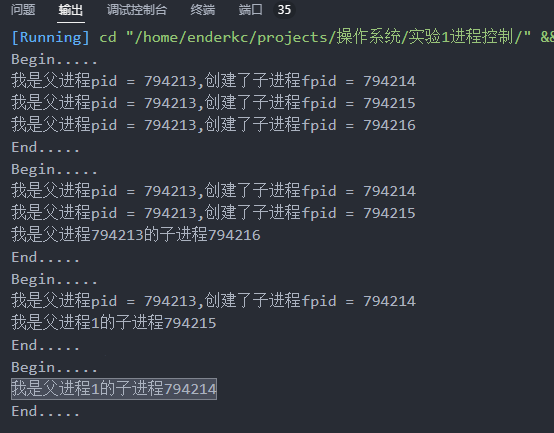 问题 输出 调试控制台 终端 端口 35
[Running] cd "/home/enderkc/projects/操作系统/实验1进程控制/" &&
Begin.....
我是父进程pid = 794213,创建了子进程fpid = 794214
我是父进程pid = 794213,创建了子进程fpid = 794215
我是父进程pid = 794213,创建了子进程fpid = 794216
End.....
Begin.....
我是父进程pid = 794213,创建了子进程fpid = 794214
我是父进程pid = 794213,创建了子进程fpid = 794215
我是父进程794213的子进程794216
End.....
Begin.....
我是父进程pid = 794213,创建了子进程fpid = 794214
我是父进程1的子进程794215
End.....
Begin.....
我是父进程1的子进程794214
End.....